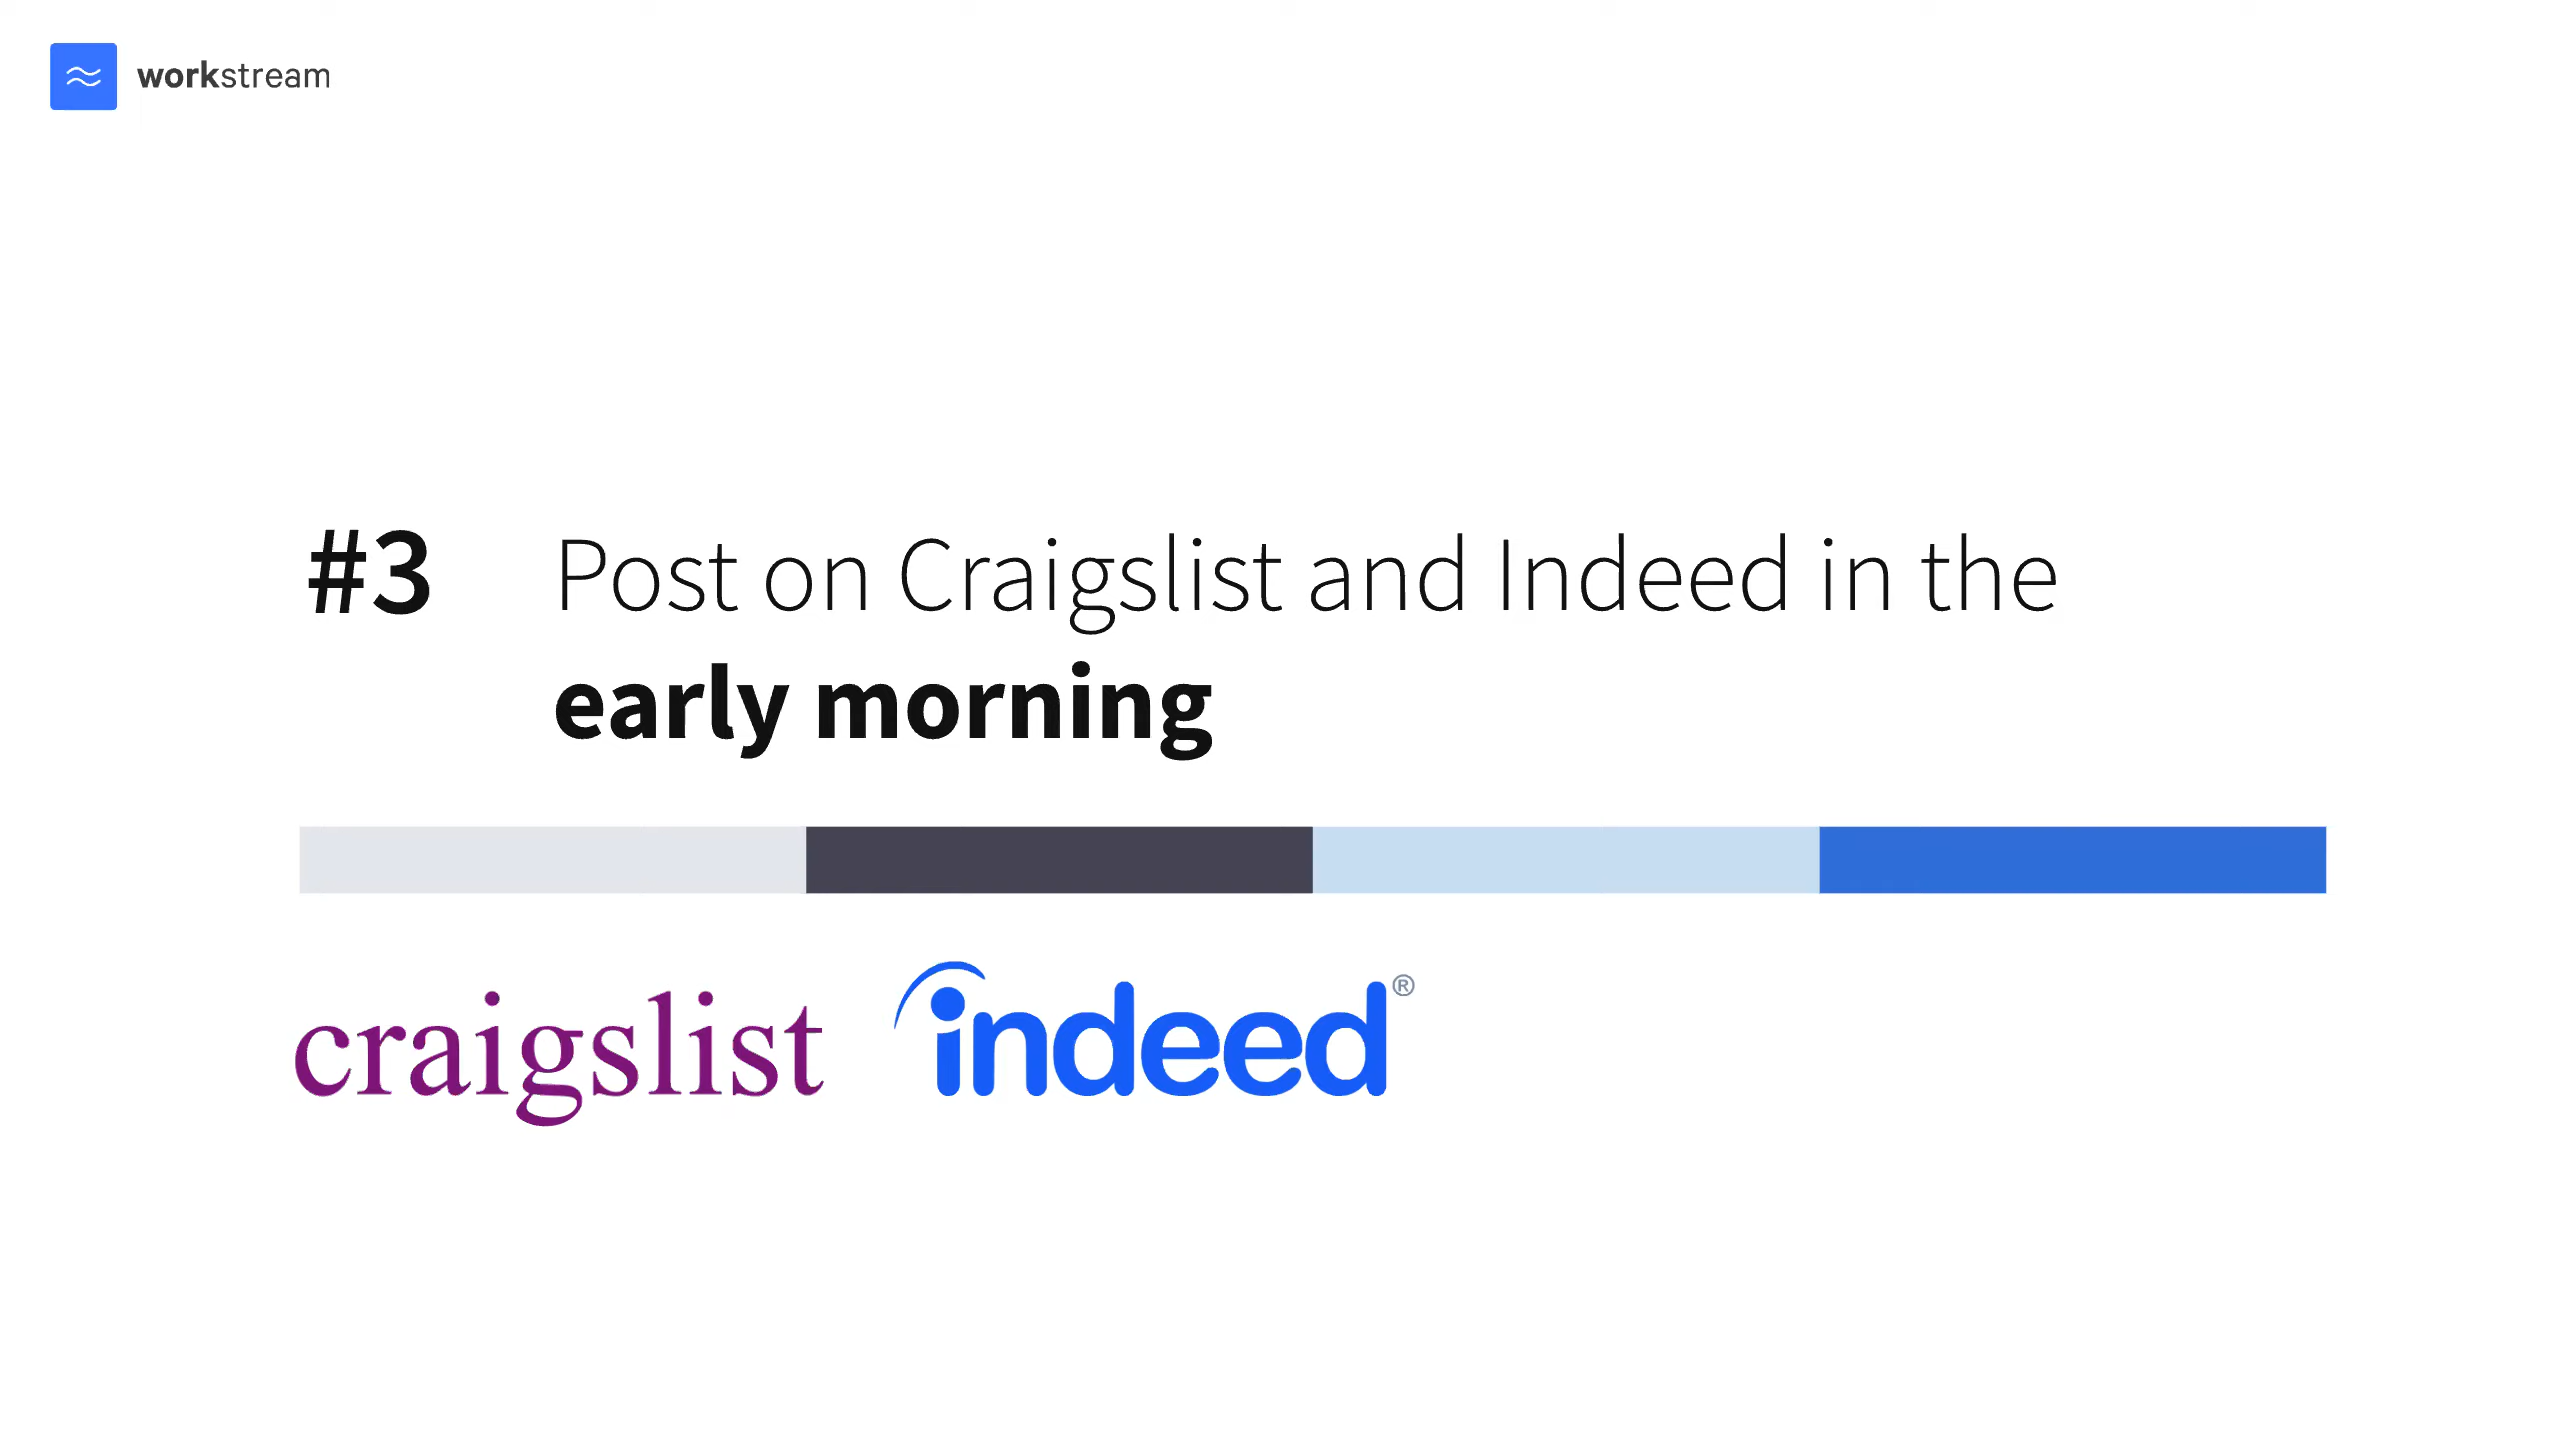 workstream
#3 Post on Craigslist and Indeed in the
early morning
craigslist indeed®